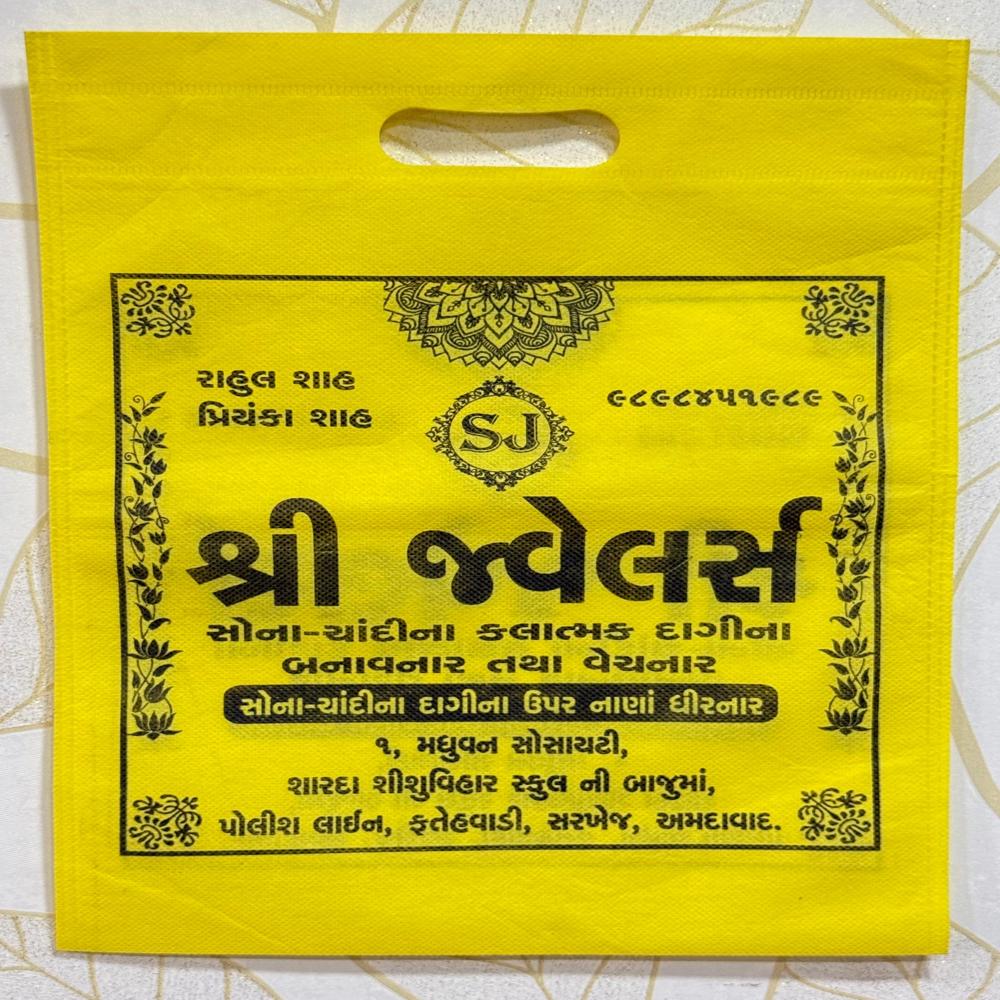 રાહુલ શાહ
પ્રિયંકા શાહ
૯૮૯૮૪૫૧૯૮૯
SJ
શ્રી જ્વેલર્સ
સોના-ચાંદીના કલાત્મક દાગીના
બનાવનાર તથા વેચનાર
સોના-ચાંદીના દાગીના ઉપર નાણાં ધીરનાર
૧, મધુવન સોસાયટી,
શારદા શીશુવિહાર સ્કુલ ની બાજુમાં,
પોલીશ લાઈન, ફતેહવાડી, સરખેજ, અમદાવાદ.